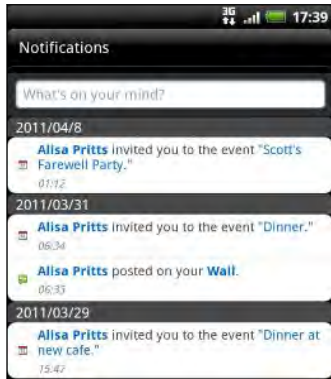 3G 17:39
Notifications
What's on your mind?
2011/04/8
Alisa Pritts invited you to the event "Scott's
Farewell Party."
01:12
2011/03/31
Alisa Pritts invited you to the event "Dinner."
06:34
Alisa Pritts posted on your Wall.
06:33
2011/03/29
Alisa Pritts invited you to the event "Dinner at
new cafe."
15:47